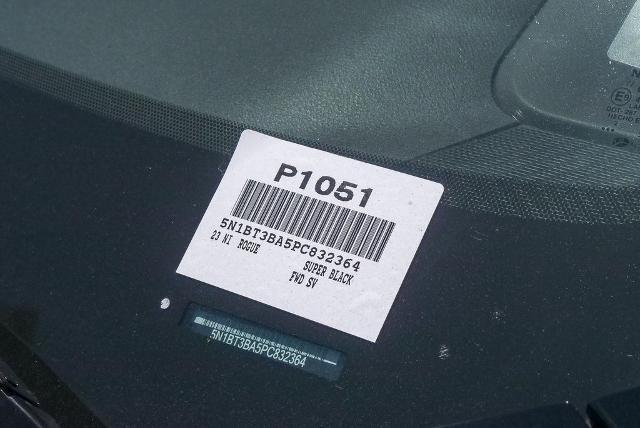 P1051
5N1BT3BA5PC832364
23 NI ROGUE
SUPER BLACK
FWD SV
5N1BT3BA5PC832364